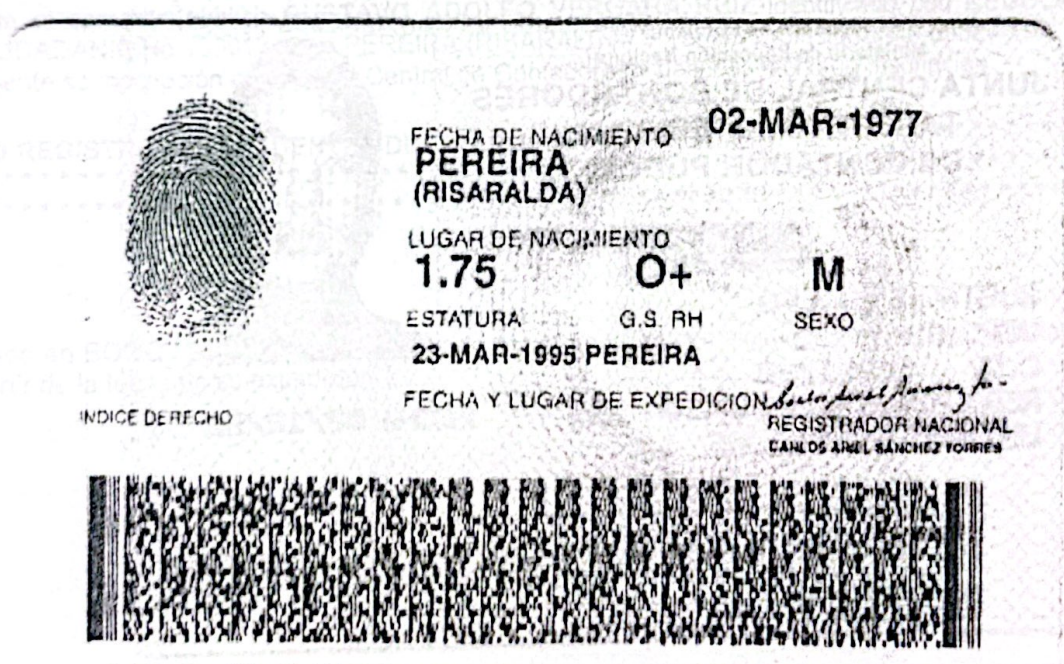 FECHA DE NACIMIENTO 02-MAR-1977
PEREIRA
(RISARALDA)
LUGAR DE NACIMIENTO
1.75 O+ M
ESTATURA G.S. RH SEXO
23-MAR-1995 PEREIRA
FECHA Y LUGAR DE EXPEDICION
INDICE DERECHO
REGISTRADOR NACIONAL
CARLOS ARIEL SÁNCHEZ TORRES